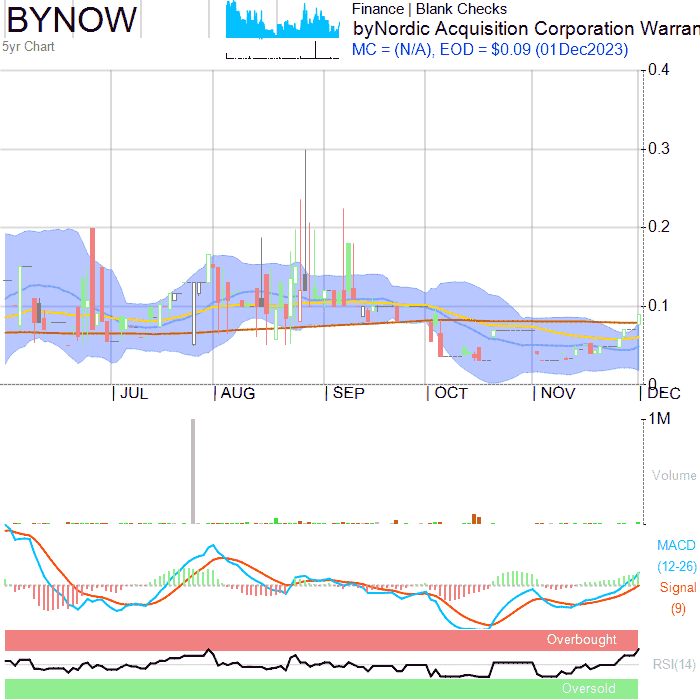 BYNOW
5yr Chart
Finance | Blank Checks
byNordic Acquisition Corporation Warran
MC = (N/A), EOD = $0.09 (01Dec2023)
0.4
0.3
0.2
0.1
0
JUL
AUG
SEP
OCT
NOV
DEC
1M
Volume
MACD
(12-26)
Signal
(9)
Overbought
RSI(14)
Oversold